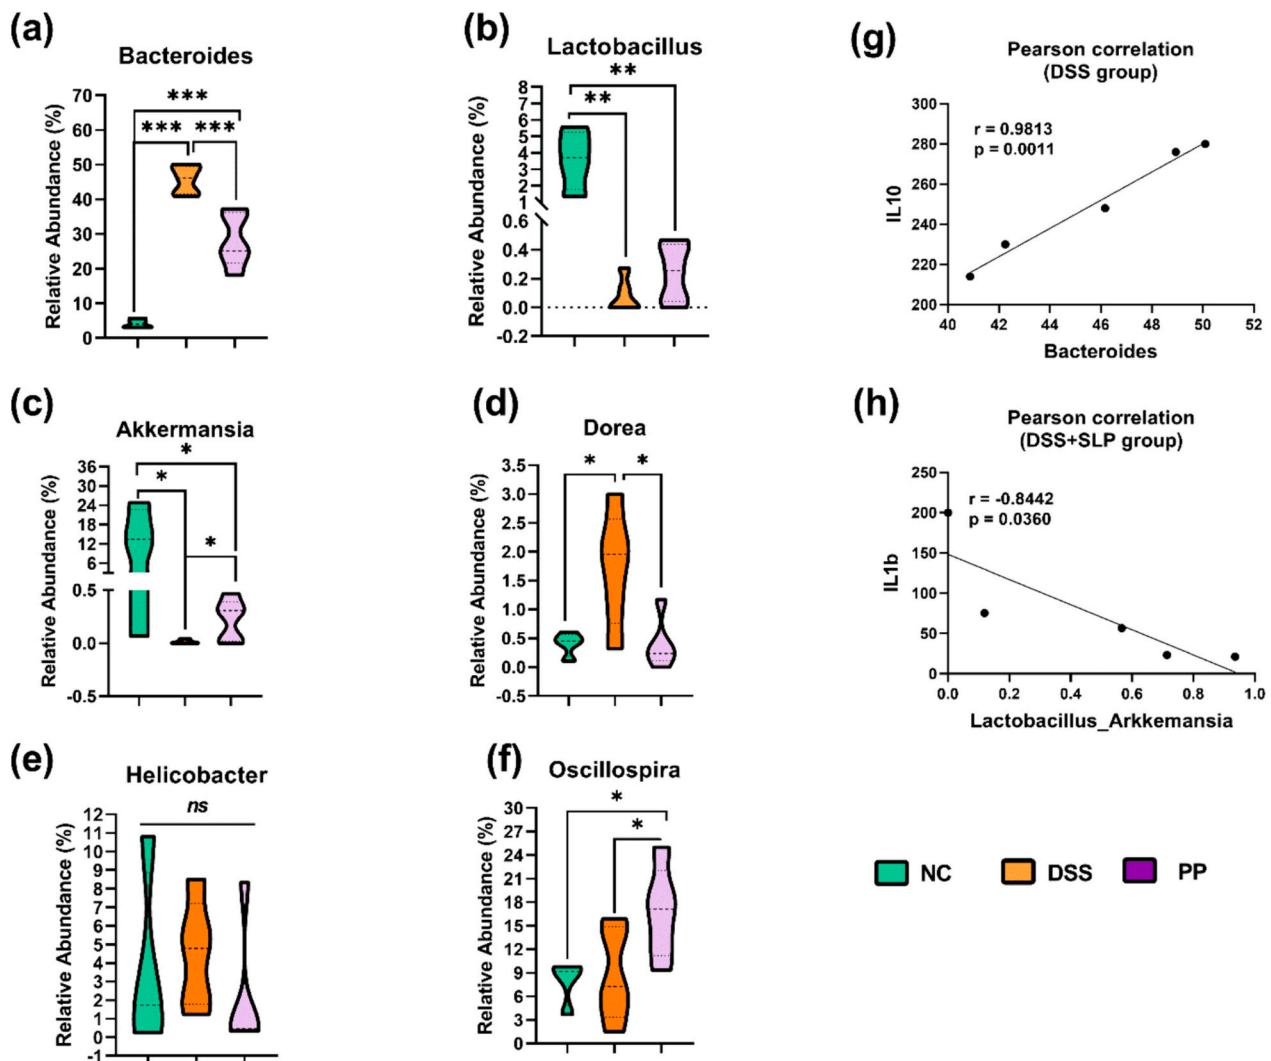 (a)
Bacteroides
Relative Abundance (%)
70
60
50
40
30
20
10
0
***
*** ***
(b)
Lactobacillus
Relative Abundance (%)
8
7
6
5
4
3
2
1
0.6
0.4
0.2
0.0
-0.2
**
**
(g)
Pearson correlation
(DSS group)
r = 0.9813
p = 0.0011
IL10
300
280
260
240
220
200
40 42 44 46 48 50 52
Bacteroides
(c)
Akkermansia
Relative Abundance (%)
36
30
24
18
12
6
0.5
0.0
-0.5
*
*
*
(d)
Dorea
Relative Abundance (%)
3.5
3.0
2.5
2.0
1.5
1.0
0.5
0.0
-0.5
* *
(h)
Pearson correlation
(DSS+SLP group)
r = -0.8442
p = 0.0360
IL1b
250
200
150
100
50
0
0.0 0.2 0.4 0.6 0.8 1.0
Lactobacillus_Arkkemansia
(e)
Helicobacter
Relative Abundance (%)
12
11
10
9
8
7
6
5
4
3
2
1
0
-1
ns
(f)
Oscillospira
Relative Abundance (%)
30
27
24
21
18
15
12
9
6
3
0
*
*
NC DSS PP